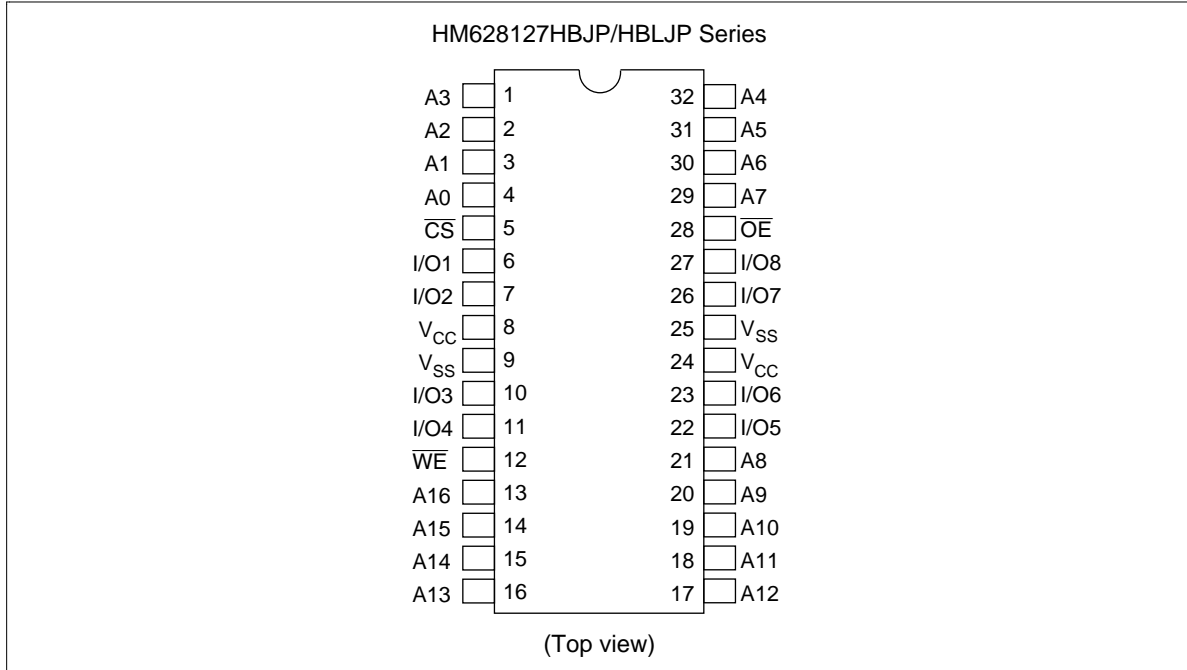 HM628127HBJP/HBLJP Series
A3 1 32 A4
A2 2 31 A5
A1 3 30 A6
A0 4 29 A7
C̅S̅ 5 28 O̅E̅
I/O1 6 27 I/O8
I/O2 7 26 I/O7
VCC 8 25 VSS
VSS 9 24 VCC
I/O3 10 23 I/O6
I/O4 11 22 I/O5
W̅E̅ 12 21 A8
A16 13 20 A9
A15 14 19 A10
A14 15 18 A11
A13 16 17 A12
(Top view)